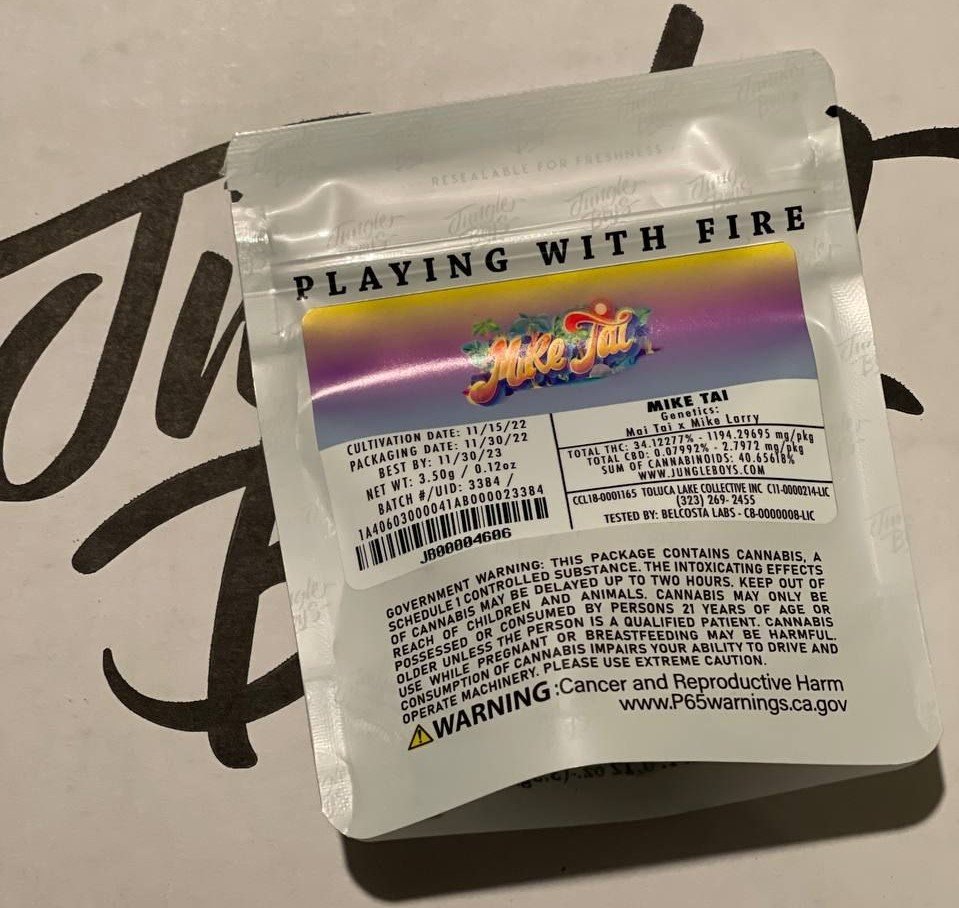 RESEALABLE FOR FRESHNESS
Jungle Boys
PLAYING WITH FIRE
Mike Tai
CULTIVATION DATE: 11/15/22
PACKAGING DATE: 11/30/22
BEST BY: 11/30/23
NET WT: 3.50g / 0.12oz
BATCH #/UID: 3384 /
1A40603000041AB000023384
JB00004606
MIKE TAI
Genetics:
Mai Tai x Mike Larry
TOTAL THC: 34.12277% - 1194.29695 mg/pkg
TOTAL CBD: 0.07992% - 2.7972 mg/pkg
SUM OF CANNABINOIDS: 40.65618%
WWW.JUNGLEBOYS.COM
CCL18-0001165 TOLUCA LAKE COLLECTIVE INC C11-0000214-LIC
(323) 269- 2455
TESTED BY: BELCOSTA LABS - C8-0000008-LIC
GOVERNMENT WARNING: THIS PACKAGE CONTAINS CANNABIS, A
SCHEDULE 1 CONTROLLED SUBSTANCE. THE INTOXICATING EFFECTS
OF CANNABIS MAY BE DELAYED UP TO TWO HOURS. KEEP OUT OF
REACH OF CHILDREN AND ANIMALS. CANNABIS MAY ONLY BE
POSSESSED OR CONSUMED BY PERSONS 21 YEARS OF AGE OR
OLDER UNLESS THE PERSON IS A QUALIFIED PATIENT. CANNABIS
USE WHILE PREGNANT OR BREASTFEEDING MAY BE HARMFUL.
CONSUMPTION OF CANNABIS IMPAIRS YOUR ABILITY TO DRIVE AND
OPERATE MACHINERY. PLEASE USE EXTREME CAUTION.
WARNING :Cancer and Reproductive Harm
www.P65warnings.ca.gov